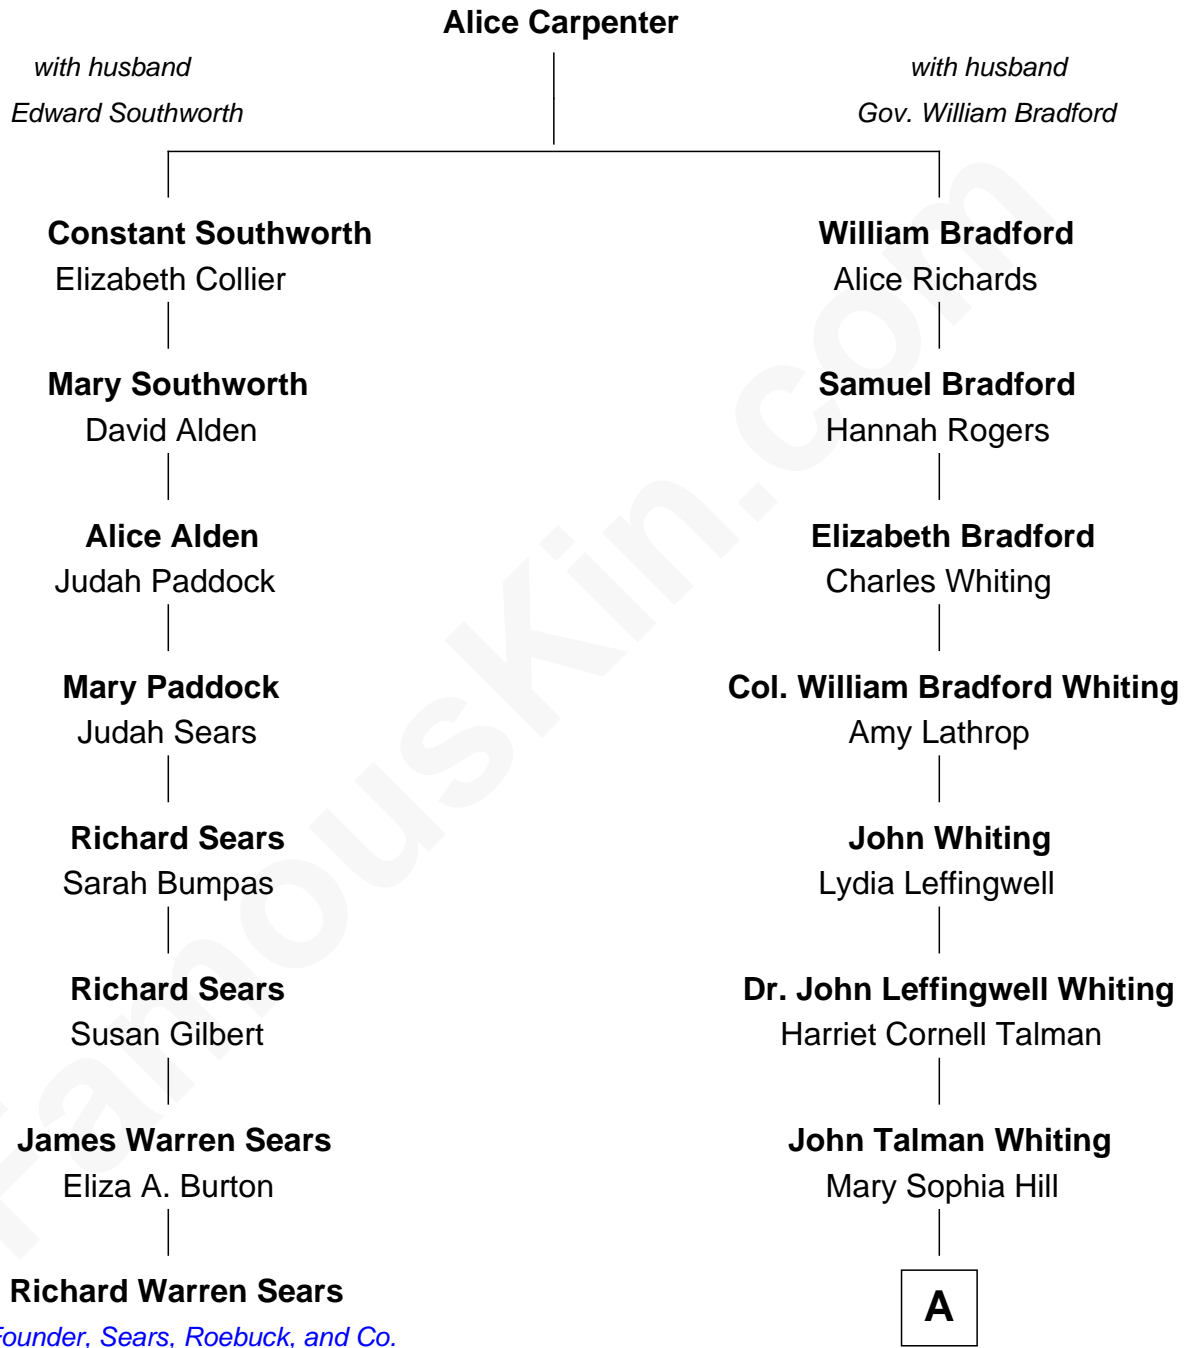 Alice Carpenter
with husband
Edward Southworth
with husband
Gov. William Bradford
Constant Southworth
Elizabeth Collier
William Bradford
Alice Richards
Mary Southworth
David Alden
Samuel Bradford
Hannah Rogers
Alice Alden
Judah Paddock
Elizabeth Bradford
Charles Whiting
Mary Paddock
Judah Sears
Col. William Bradford Whiting
Amy Lathrop
Richard Sears
Sarah Bumpas
John Whiting
Lydia Leffingwell
Richard Sears
Susan Gilbert
Dr. John Leffingwell Whiting
Harriet Cornell Talman
James Warren Sears
Eliza A. Burton
John Talman Whiting
Mary Sophia Hill
Richard Warren Sears
Founder, Sears, Roebuck, and Co.
A
FamousKin.com